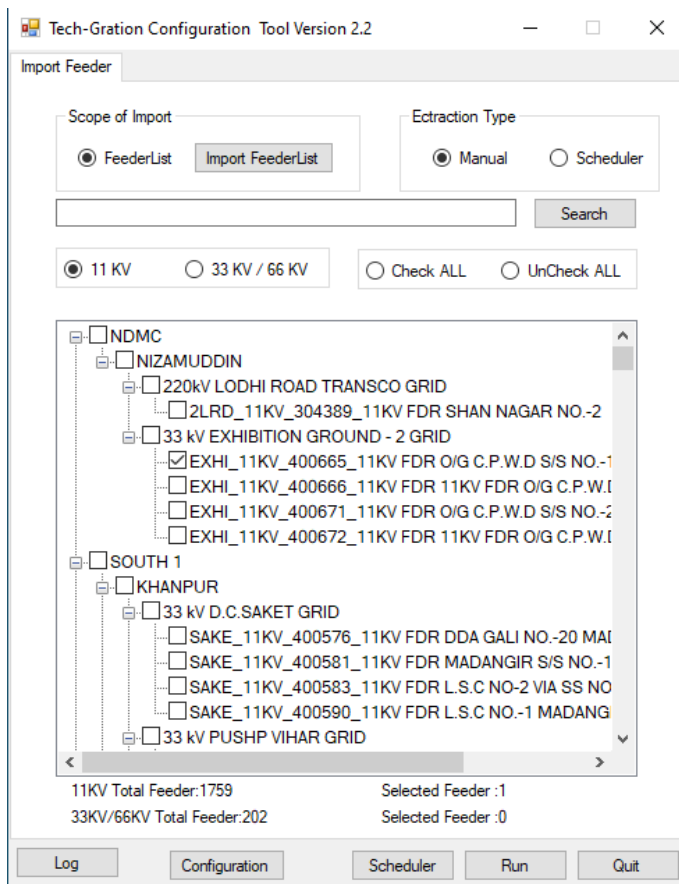 Tech-Gration Configuration Tool Version 2.2
Import Feeder
Scope of Import
Ectraction Type
FeederList Import FeederList
Manual Scheduler
Search
11 KV 33 KV / 66 KV
Check ALL UnCheck ALL
NDMC
NIZAMUDDIN
220kV LODHI ROAD TRANSCO GRID
2LRD_11KV_304389_11KV FDR SHAN NAGAR NO.-2
33 kV EXHIBITION GROUND - 2 GRID
EXHI_11KV_400665_11KV FDR O/G C.P.W.D S/S NO.-1
EXHI_11KV_400666_11KV FDR 11KV FDR O/G C.P.W.D
EXHI_11KV_400671_11KV FDR O/G C.P.W.D S/S NO.-2
EXHI_11KV_400672_11KV FDR 11KV FDR O/G C.P.W.D
SOUTH 1
KHANPUR
33 kV D.C.SAKET GRID
SAKE_11KV_400576_11KV FDR DDA GALI NO.-20 MAD
SAKE_11KV_400581_11KV FDR MADANGIR S/S NO.-1
SAKE_11KV_400583_11KV FDR L.S.C NO-2 VIA SS NO
SAKE_11KV_400590_11KV FDR L.S.C NO.-1 MADANGI
33 kV PUSHP VIHAR GRID
11KV Total Feeder:1759 Selected Feeder :1
33KV/66KV Total Feeder:202 Selected Feeder :0
Log Configuration Scheduler Run Quit